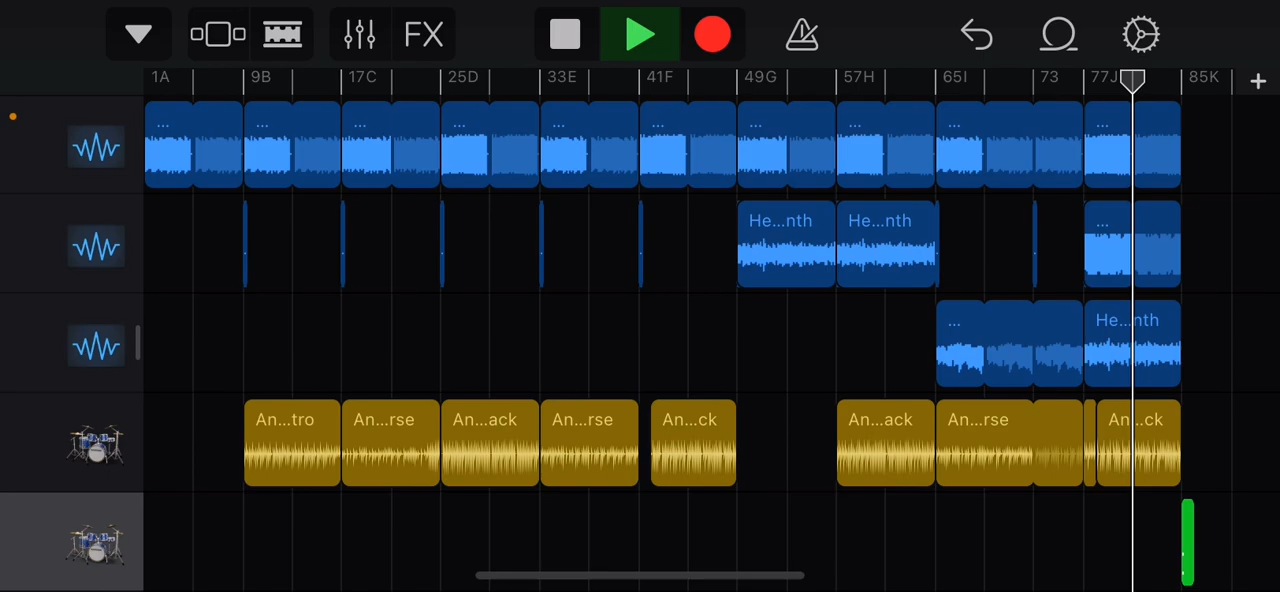 FX
1A 9B 17C 25D 33E 41F 49G 57H 65I 73 77J 85K
... ... ... ... ... ... ... ... ... ...
He...nth He...nth ...
... He...nth
An...tro An...rse An...ack An...rse An...ck An...ack An...rse An...ck